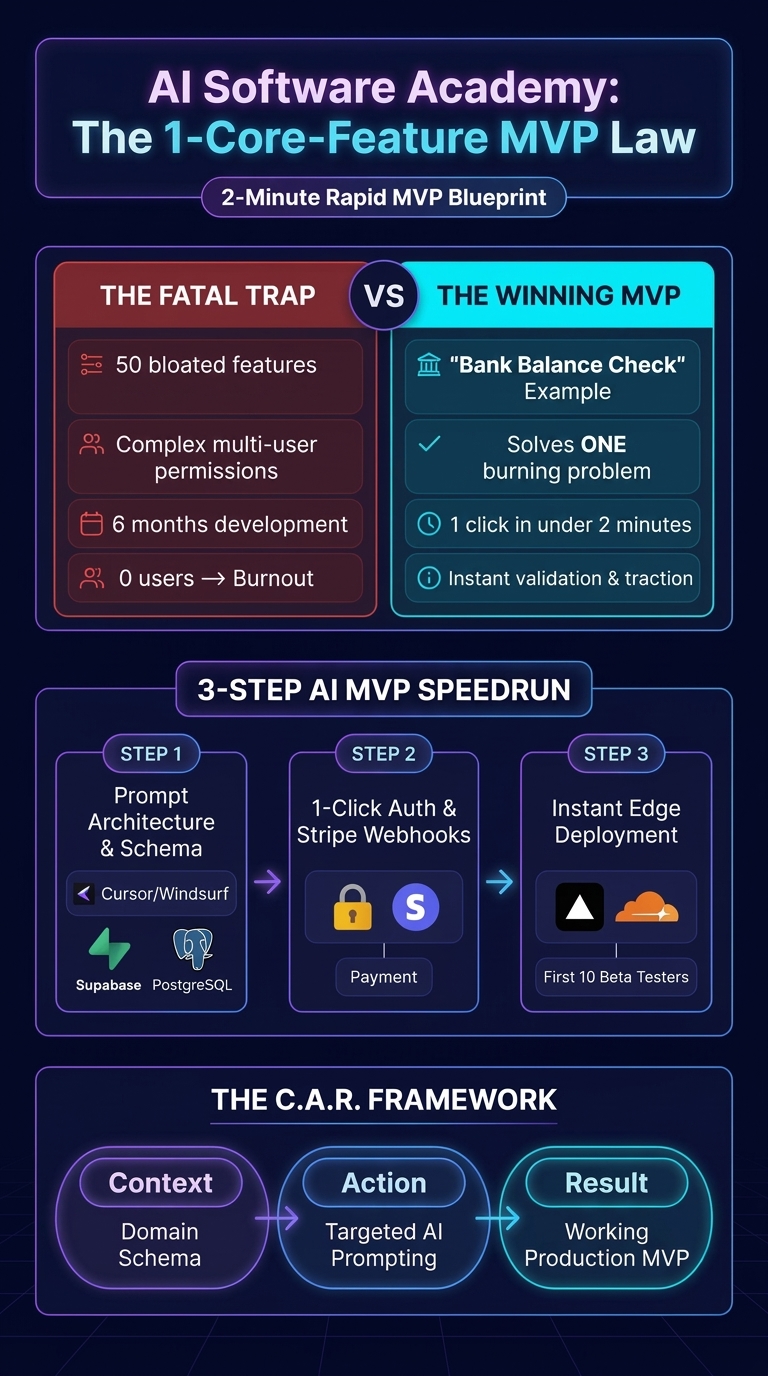 AI Software Academy:
The 1-Core-Feature MVP Law
2-Minute Rapid MVP Blueprint
THE FATAL TRAP
VS
THE WINNING MVP
50 bloated features
Complex multi-user
permissions
6 months development
0 users → Burnout
"Bank Balance Check"
Example
Solves ONE
burning problem
1 click in under 2 minutes
Instant validation & traction
3-STEP AI MVP SPEEDRUN
STEP 1
Prompt
Architecture
& Schema
Cursor/Windsurf
Supabase
PostgreSQL
STEP 2
1-Click Auth &
Stripe Webhooks
S
Payment
STEP 3
Instant Edge
Deployment
First 10 Beta Testers
THE C.A.R. FRAMEWORK
Context
Domain
Schema
Action
Targeted AI
Prompting
Result
Working
Production MVP